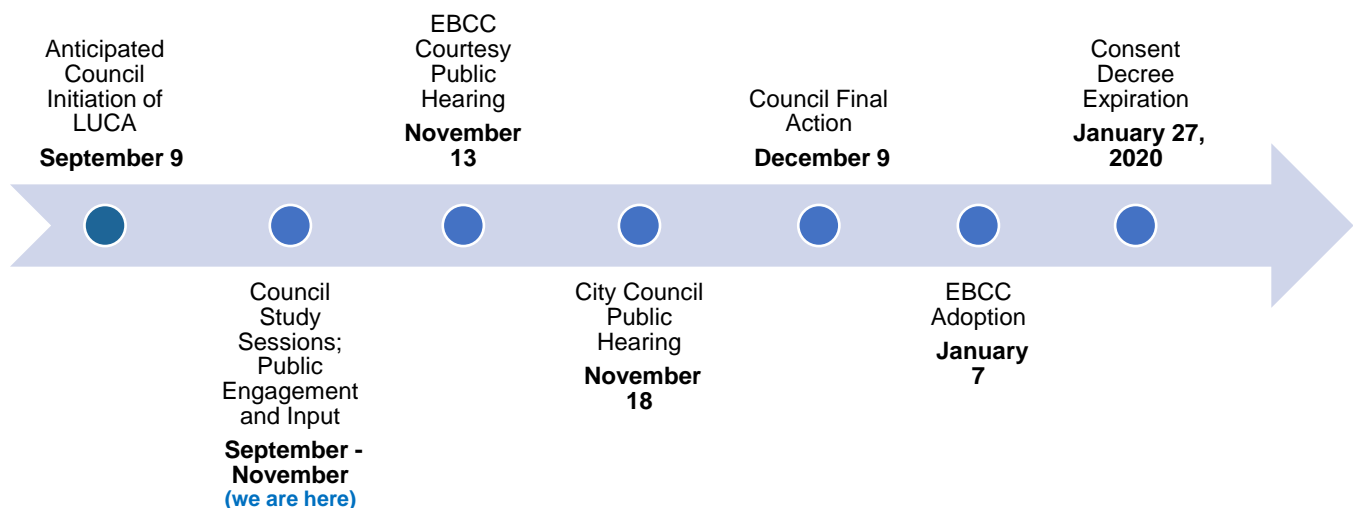 Anticipated
Council
Initiation of
LUCA
September 9
Council
Study
Sessions;
Public
Engagement
and Input
September -
November
(we are here)
EBCC
Courtesy
Public
Hearing
November
13
City Council
Public
Hearing
November
18
Council Final
Action
December 9
EBCC
Adoption
January
7
Consent
Decree
Expiration
January 27,
2020